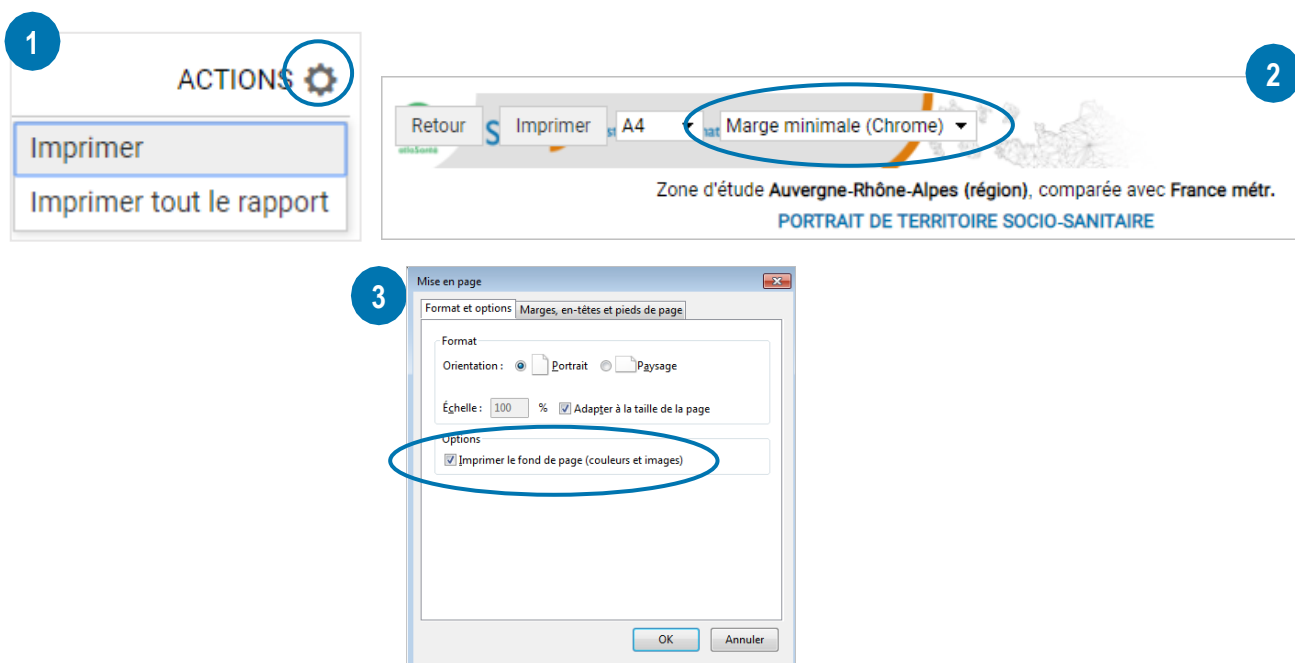 1
ACTIONS
Imprimer
Imprimer tout le rapport
2
Retour S Imprimer A4 Marge minimale (Chrome)
Zone d'étude Auvergne-Rhône-Alpes (région), comparée avec France métr.
PORTRAIT DE TERRITOIRE SOCIO-SANITAIRE
3
Mise en page
Format et options Marges, en-têtes et pieds de page
Format
Orientation : Portrait Paysage
Échelle : 100 % Adapter à la taille de la page
Options
Imprimer le fond de page (couleurs et images)
OK Annuler